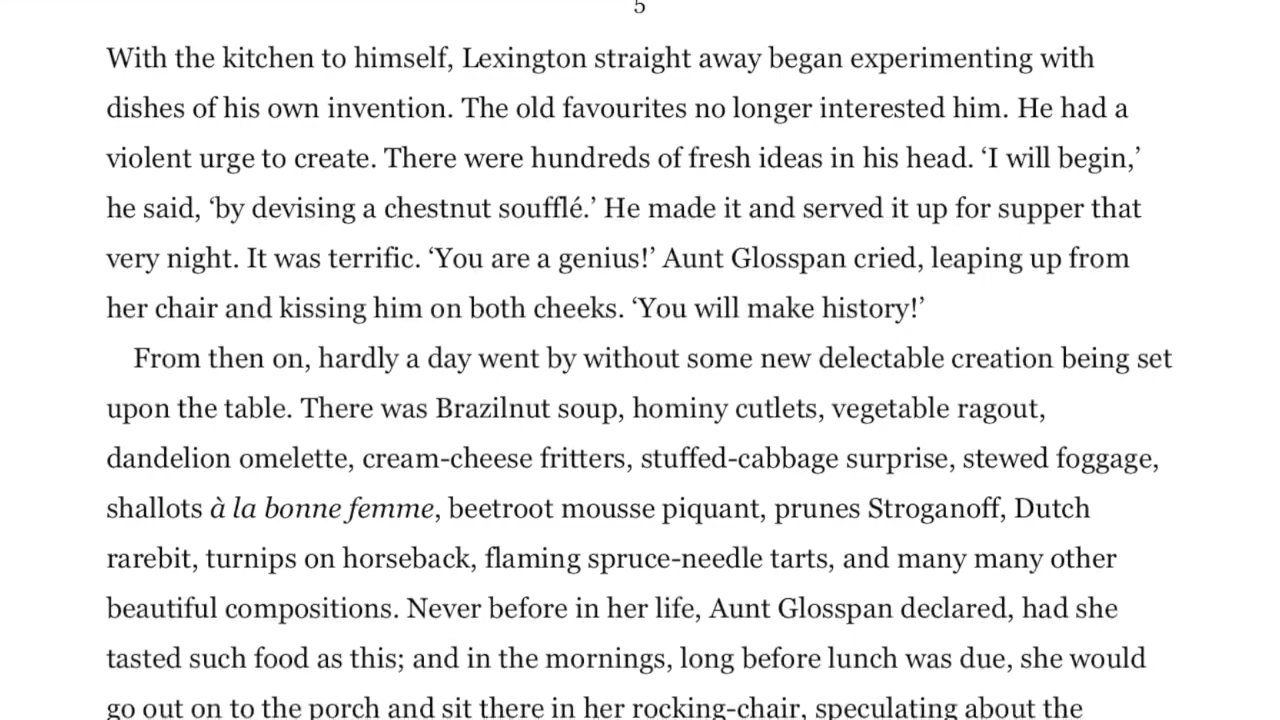 5
With the kitchen to himself, Lexington straight away began experimenting with
dishes of his own invention. The old favourites no longer interested him. He had a
violent urge to create. There were hundreds of fresh ideas in his head. ‘I will begin,’
he said, ‘by devising a chestnut soufflé.’ He made it and served it up for supper that
very night. It was terrific. ‘You are a genius!’ Aunt Glosspan cried, leaping up from
her chair and kissing him on both cheeks. ‘You will make history!’
From then on, hardly a day went by without some new delectable creation being set
upon the table. There was Brazilnut soup, hominy cutlets, vegetable ragout,
dandelion omelette, cream-cheese fritters, stuffed-cabbage surprise, stewed foggage,
shallots à la bonne femme, beetroot mousse piquant, prunes Stroganoff, Dutch
rarebit, turnips on horseback, flaming spruce-needle tarts, and many many other
beautiful compositions. Never before in her life, Aunt Glosspan declared, had she
tasted such food as this; and in the mornings, long before lunch was due, she would
go out on to the porch and sit there in her rocking-chair, speculating about the